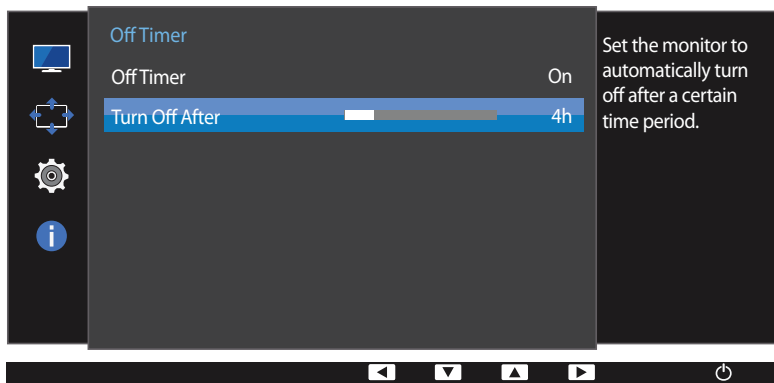 Off Timer
Off Timer On
Turn Off After 4h
Set the monitor to
automatically turn
off after a certain
time period.